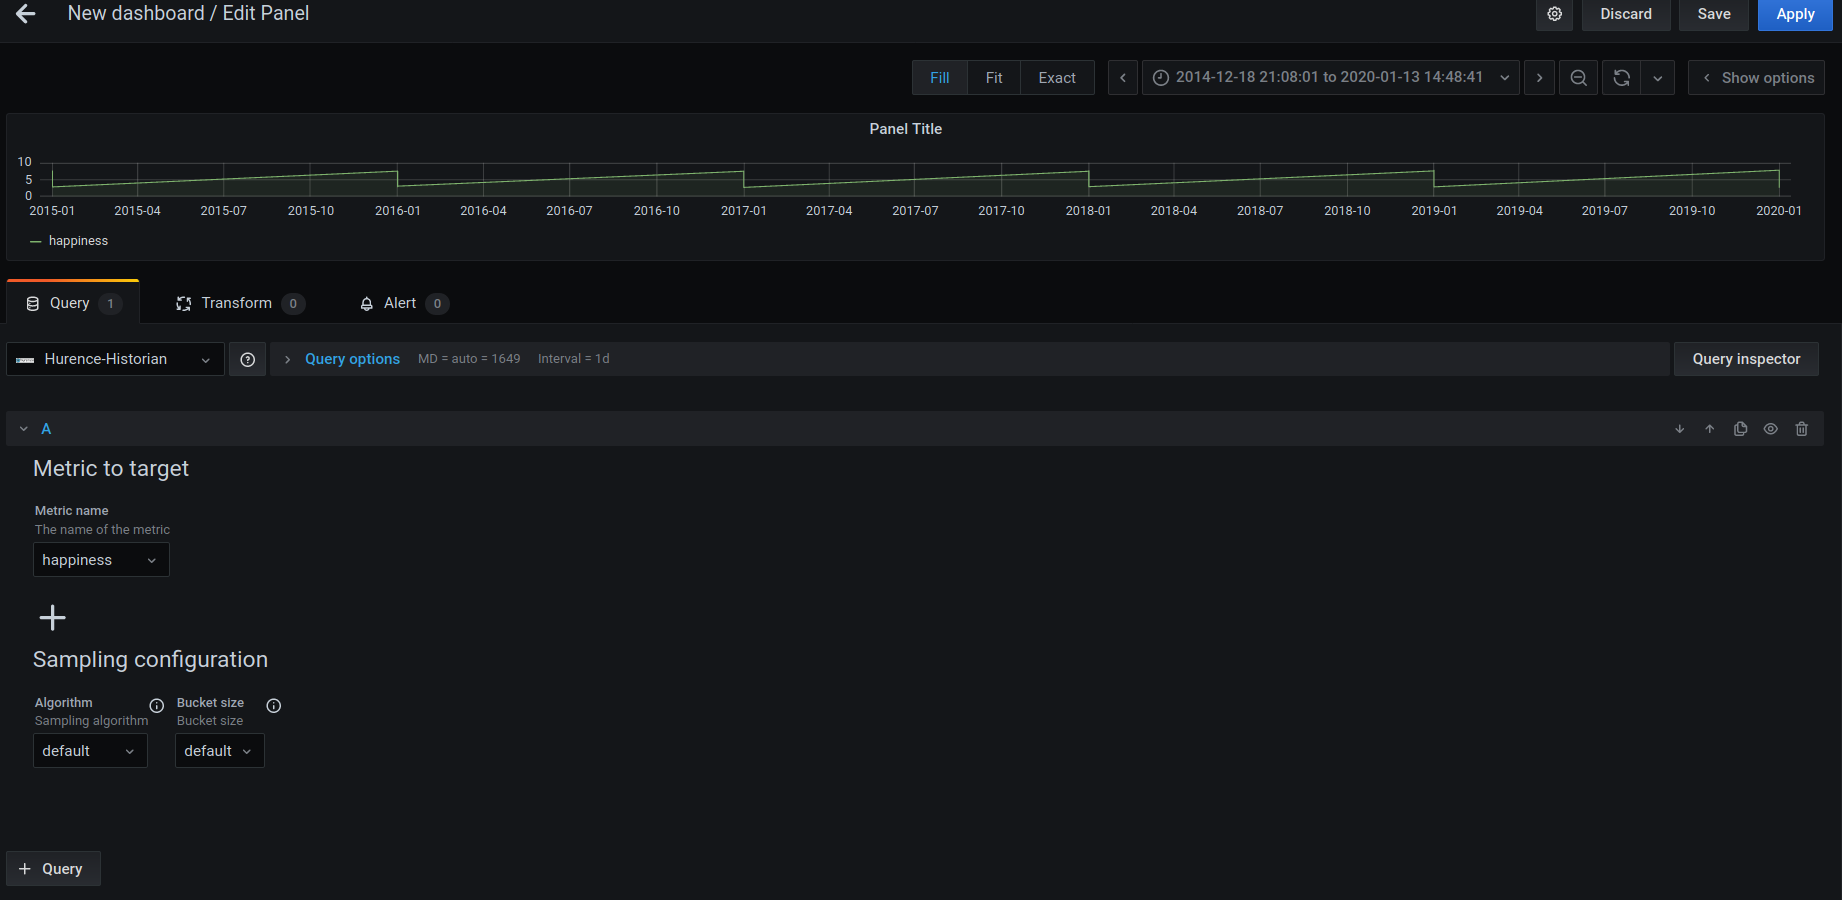 New dashboard / Edit Panel
Discard
Save
Apply
Fill
Fit
Exact
2014-12-18 21:08:01 to 2020-01-13 14:48:41
Show options
Panel Title
10
5
0
2015-01 2015-04 2015-07 2015-10 2016-01 2016-04 2016-07 2016-10 2017-01 2017-04 2017-07 2017-10 2018-01 2018-04 2018-07 2018-10 2019-01 2019-04 2019-07 2019-10 2020-01
happiness
Query 1
Transform 0
Alert 0
Hurence-Historian
Query options MD = auto = 1649 Interval = 1d
Query inspector
A
Metric to target
Metric name
The name of the metric
happiness
Sampling configuration
Algorithm
Sampling algorithm
default
Bucket size
Bucket size
default
+ Query